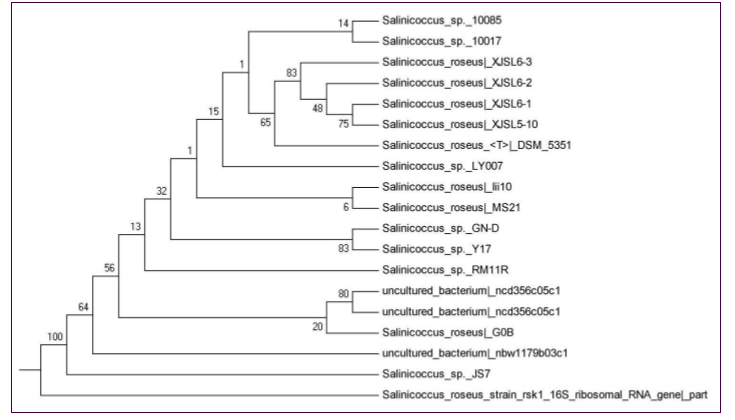 14
Salinicoccus_sp._10085
Salinicoccus_sp._10017
1
Salinicoccus_roseus|_XJSL6-3
83
Salinicoccus_roseus|_XJSL6-2
48
Salinicoccus_roseus|_XJSL6-1
15
65
75
Salinicoccus_roseus|_XJSL5-10
Salinicoccus_roseus_<T>|_DSM_5351
1
Salinicoccus_sp._LY007
Salinicoccus_roseus|_lii10
32
6
Salinicoccus_roseus|_MS21
13
Salinicoccus_sp._GN-D
83
Salinicoccus_sp._Y17
56
Salinicoccus_sp._RM11R
80
uncultured_bacterium|_ncd356c05c1
64
uncultured_bacterium|_ncd356c05c1
20
Salinicoccus_roseus|_G0B
100
uncultured_bacterium|_nbw1179b03c1
Salinicoccus_sp._JS7
Salinicoccus_roseus_strain_rsk1_16S_ribosomal_RNA_gene|_part